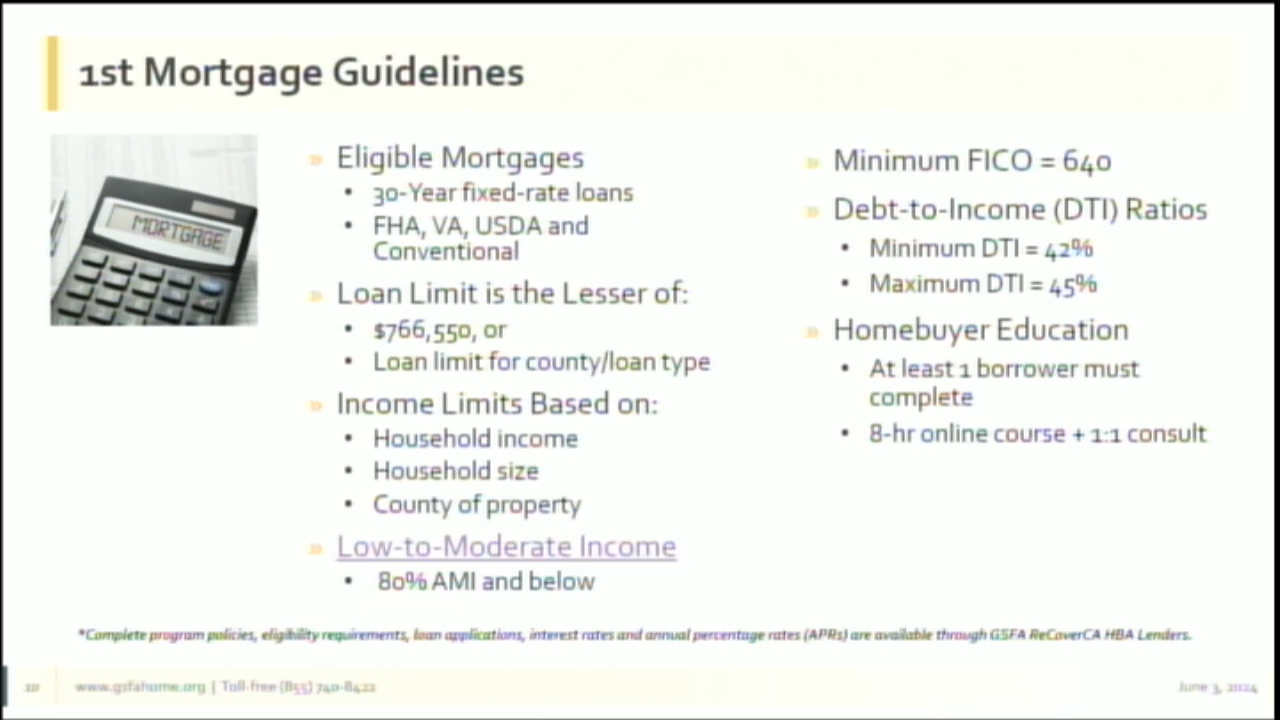 1st Mortgage Guidelines
MORTGAGE
» Eligible Mortgages
• 30-Year fixed-rate loans
• FHA, VA, USDA and
Conventional
» Loan Limit is the Lesser of:
• $766,550, or
• Loan limit for county/loan type
» Income Limits Based on:
• Household income
• Household size
• County of property
» Low-to-Moderate Income
• 80% AMI and below
» Minimum FICO = 640
» Debt-to-Income (DTI) Ratios
• Minimum DTI = 42%
• Maximum DTI = 45%
» Homebuyer Education
• At least 1 borrower must
complete
• 8-hr online course + 1:1 consult
*Complete program policies, eligibility requirements, loan applications, interest rates and annual percentage rates (APRs) are available through GSFA ReCoverCA HBA Lenders.
10
www.gsfahome.org | Toll-free (855) 740-8422
June 3, 2024